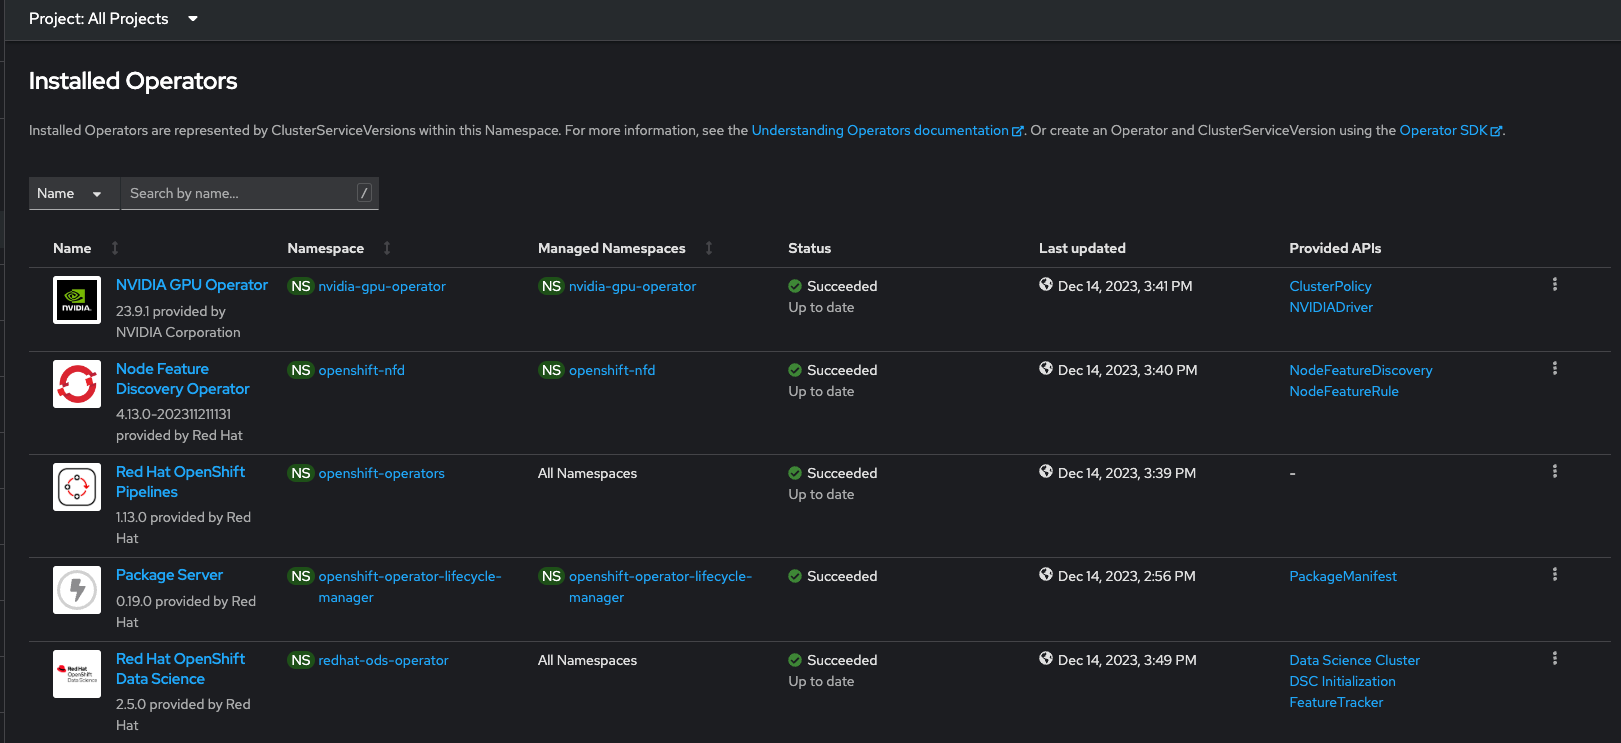 Project: All Projects
Installed Operators
Installed Operators are represented by ClusterServiceVersions within this Namespace. For more information, see the Understanding Operators documentation. Or create an Operator and ClusterServiceVersion using the Operator SDK.
Name Search by name... /
Name Namespace Managed Namespaces Status Last updated Provided APIs
NVIDIA.
NVIDIA GPU Operator
23.9.1 provided by
NVIDIA Corporation
NS nvidia-gpu-operator
NS nvidia-gpu-operator
Succeeded
Up to date
Dec 14, 2023, 3:41 PM
ClusterPolicy
NVIDIADriver
Node Feature
Discovery Operator
4.13.0-202311211131
provided by Red Hat
NS openshift-nfd
NS openshift-nfd
Succeeded
Up to date
Dec 14, 2023, 3:40 PM
NodeFeatureDiscovery
NodeFeatureRule
Red Hat OpenShift
Pipelines
1.13.0 provided by Red
Hat
NS openshift-operators
All Namespaces
Succeeded
Up to date
Dec 14, 2023, 3:39 PM
-
Package Server
0.19.0 provided by Red
Hat
NS openshift-operator-lifecycle-
manager
NS openshift-operator-lifecycle-
manager
Succeeded
Dec 14, 2023, 2:56 PM
PackageManifest
Red Hat
OpenShift
Data Science
Red Hat OpenShift
Data Science
2.5.0 provided by Red
Hat
NS redhat-ods-operator
All Namespaces
Succeeded
Up to date
Dec 14, 2023, 3:49 PM
Data Science Cluster
DSC Initialization
FeatureTracker